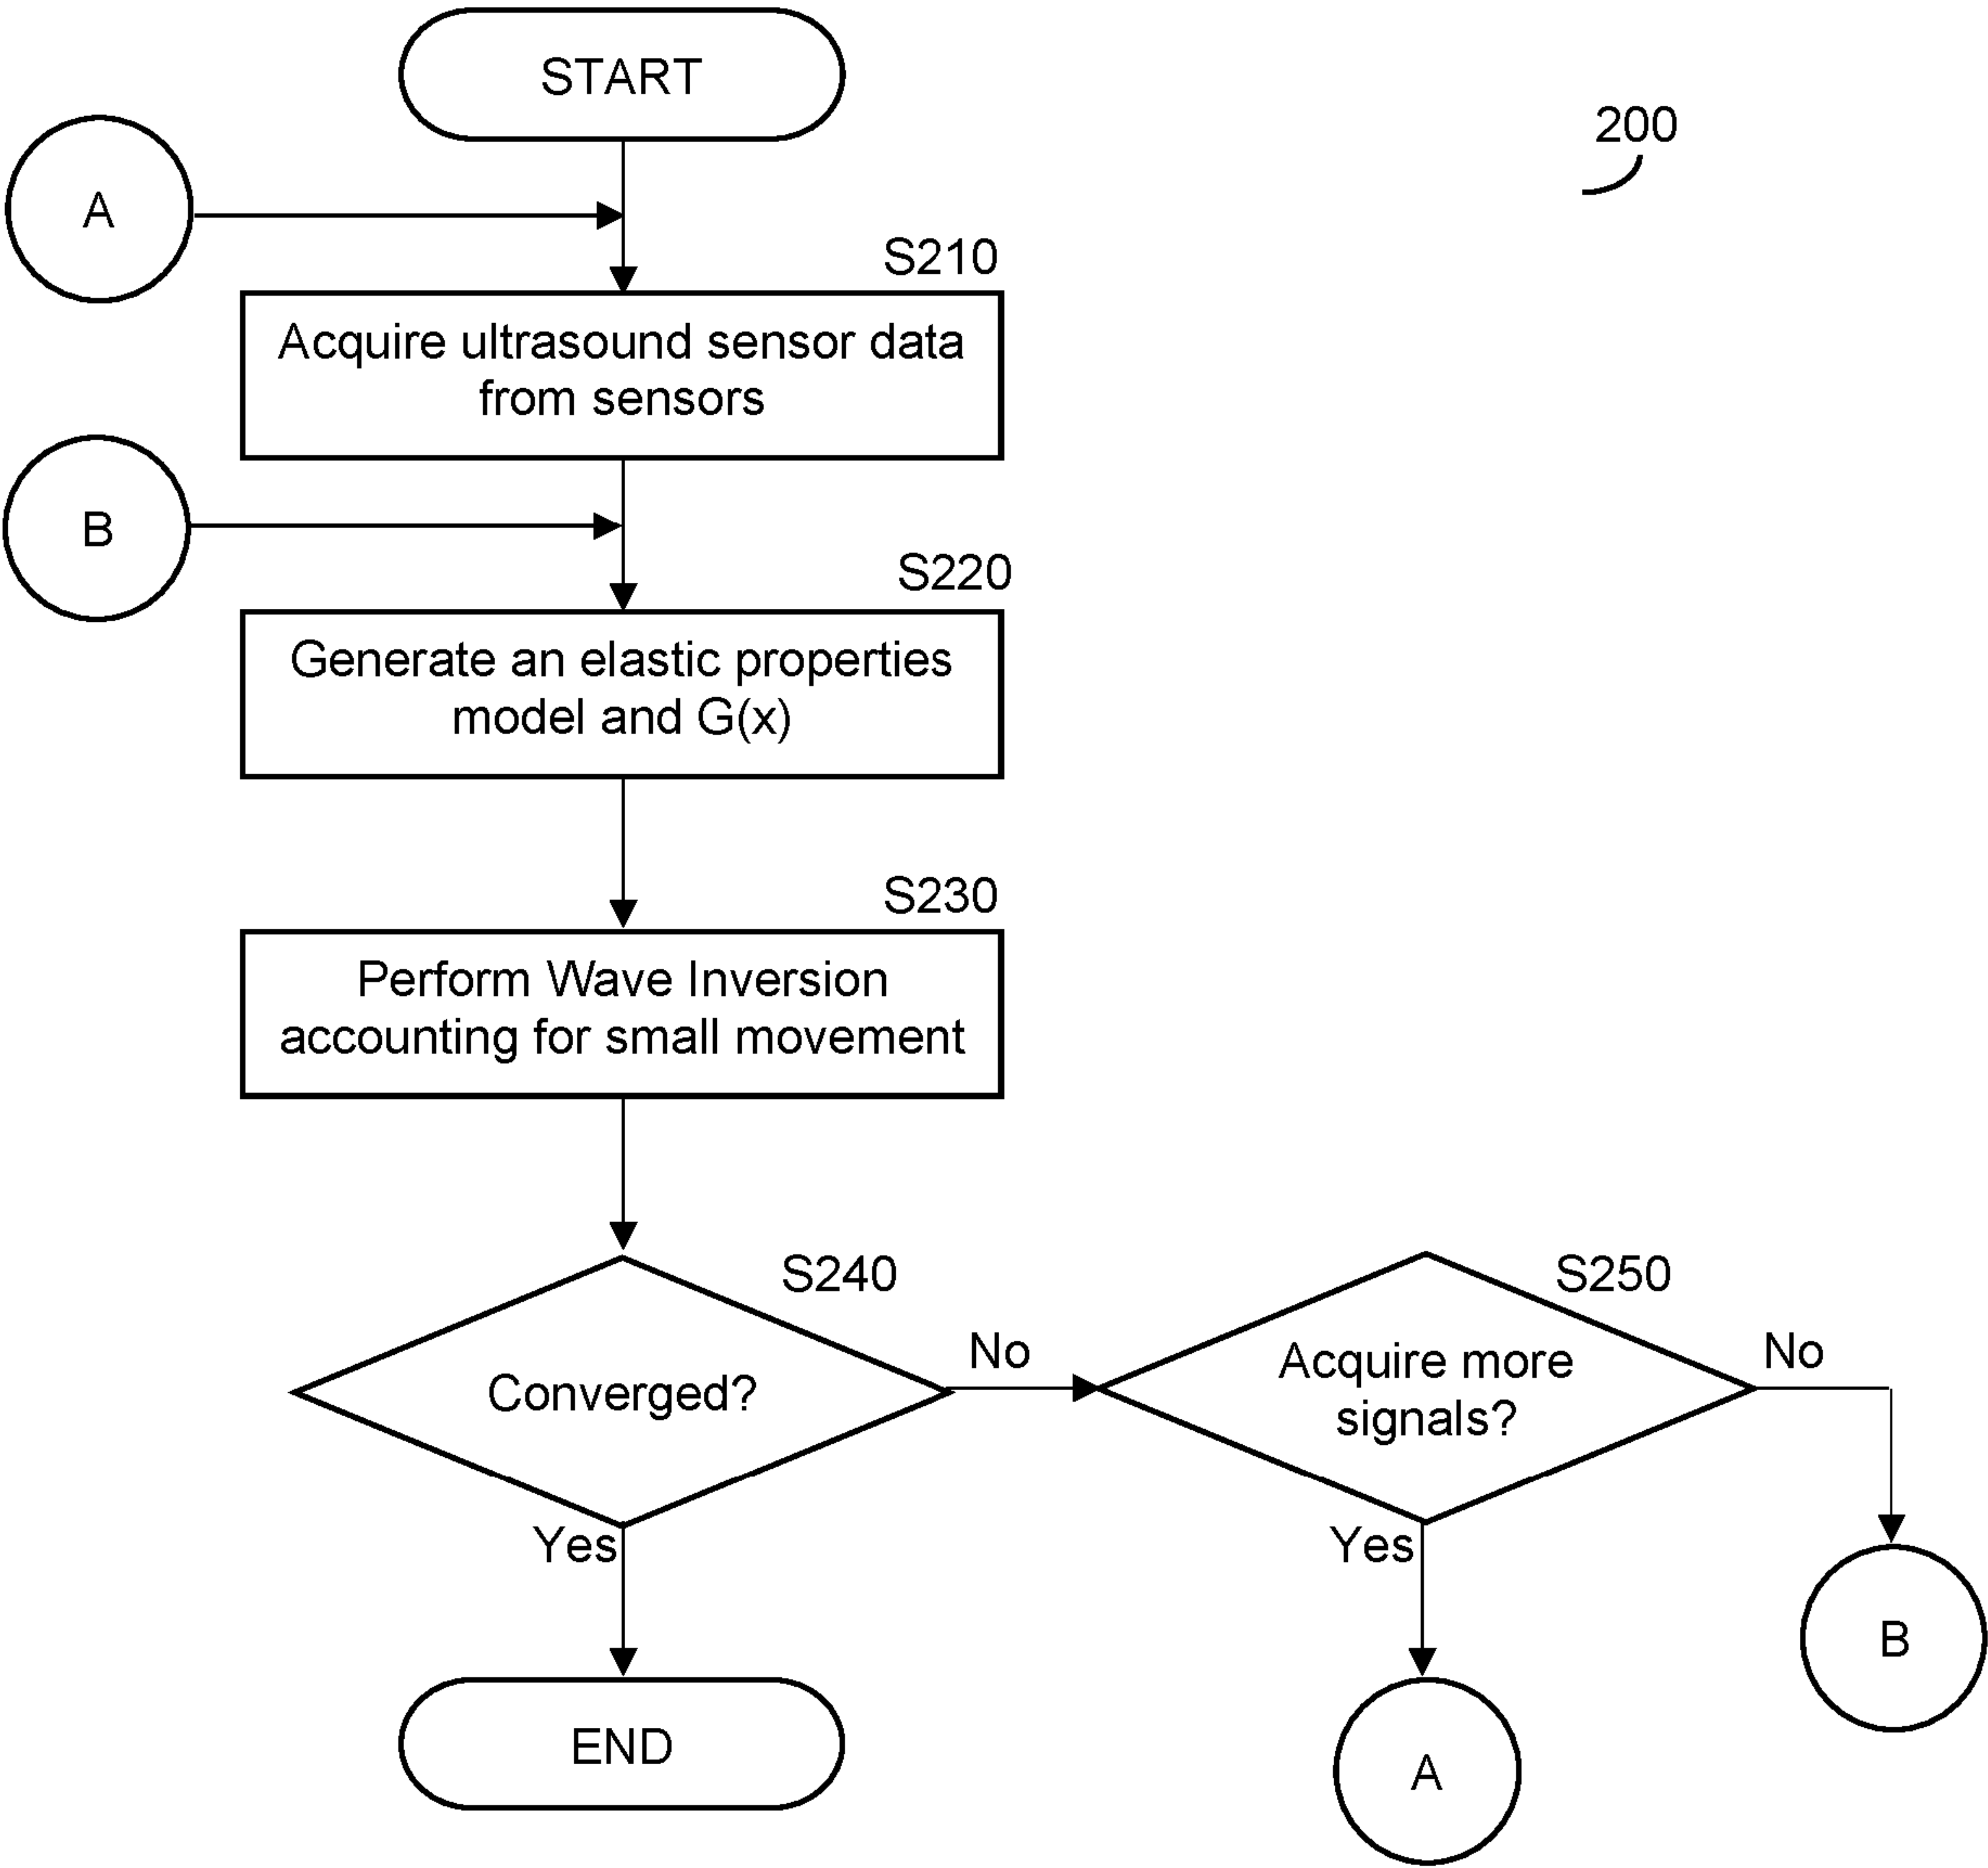 START
200
A
S210
Acquire ultrasound sensor data
from sensors
B
S220
Generate an elastic properties
model and G(x)
S230
Perform Wave Inversion
accounting for small movement
S240
S250
Converged?
No
Acquire more
signals?
No
Yes
Yes
B
END
A